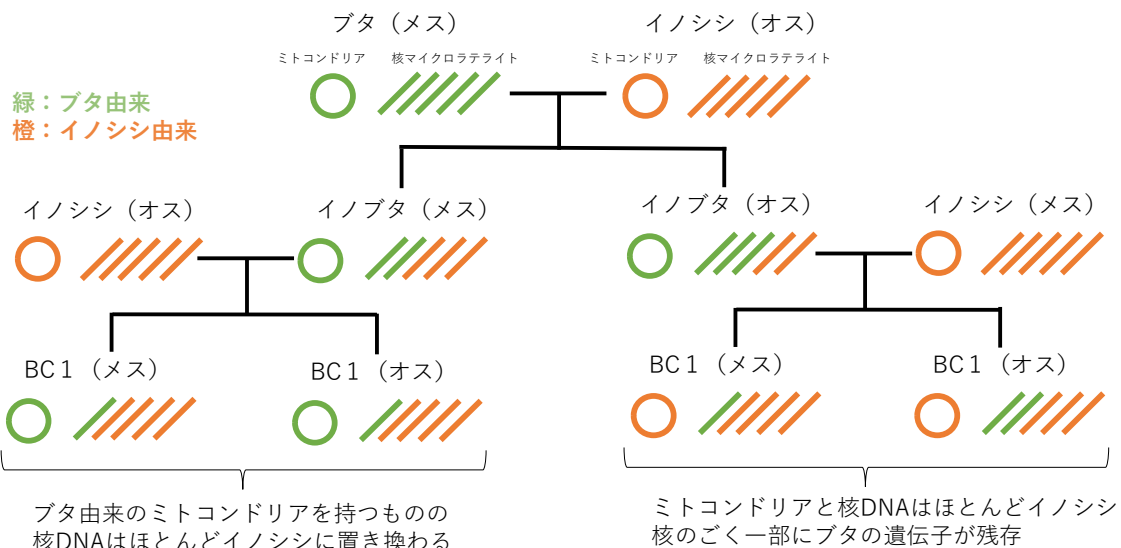 ブタ（メス）
イノシシ（オス）
ミトコンドリア
核マイクロラテライト
ミトコンドリア
核マイクロラテライト
緑：ブタ由来
橙：イノシシ由来
イノシシ（オス）
イノブタ（メス）
イノブタ（オス）
イノシシ（メス）
BC１（メス）
BC１（オス）
BC１（メス）
BC１（オス）
ブタ由来のミトコンドリアを持つものの
核DNAはほとんどイノシシに置き換わる
ミトコンドリアと核DNAはほとんどイノシシ
核のごく一部にブタの遺伝子が残存